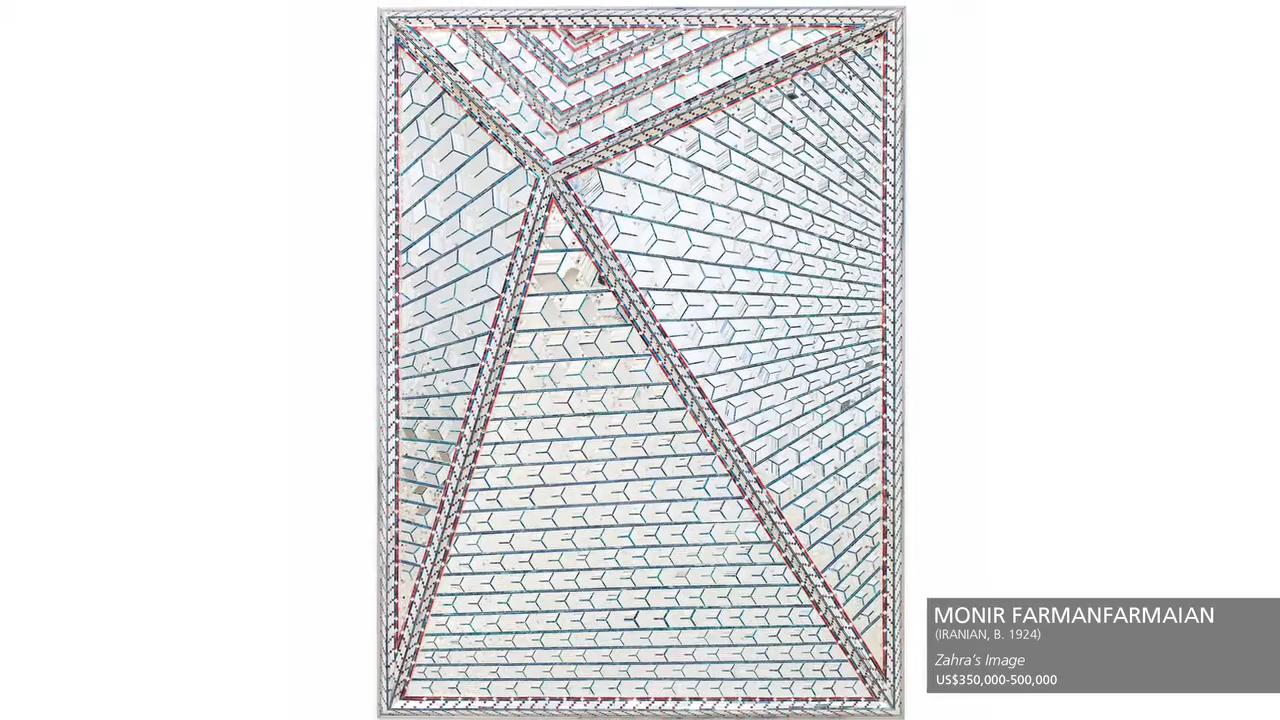 MONIR FARMANFARMAIAN
(IRANIAN, B. 1924)
Zahra's Image
US$350,000-500,000